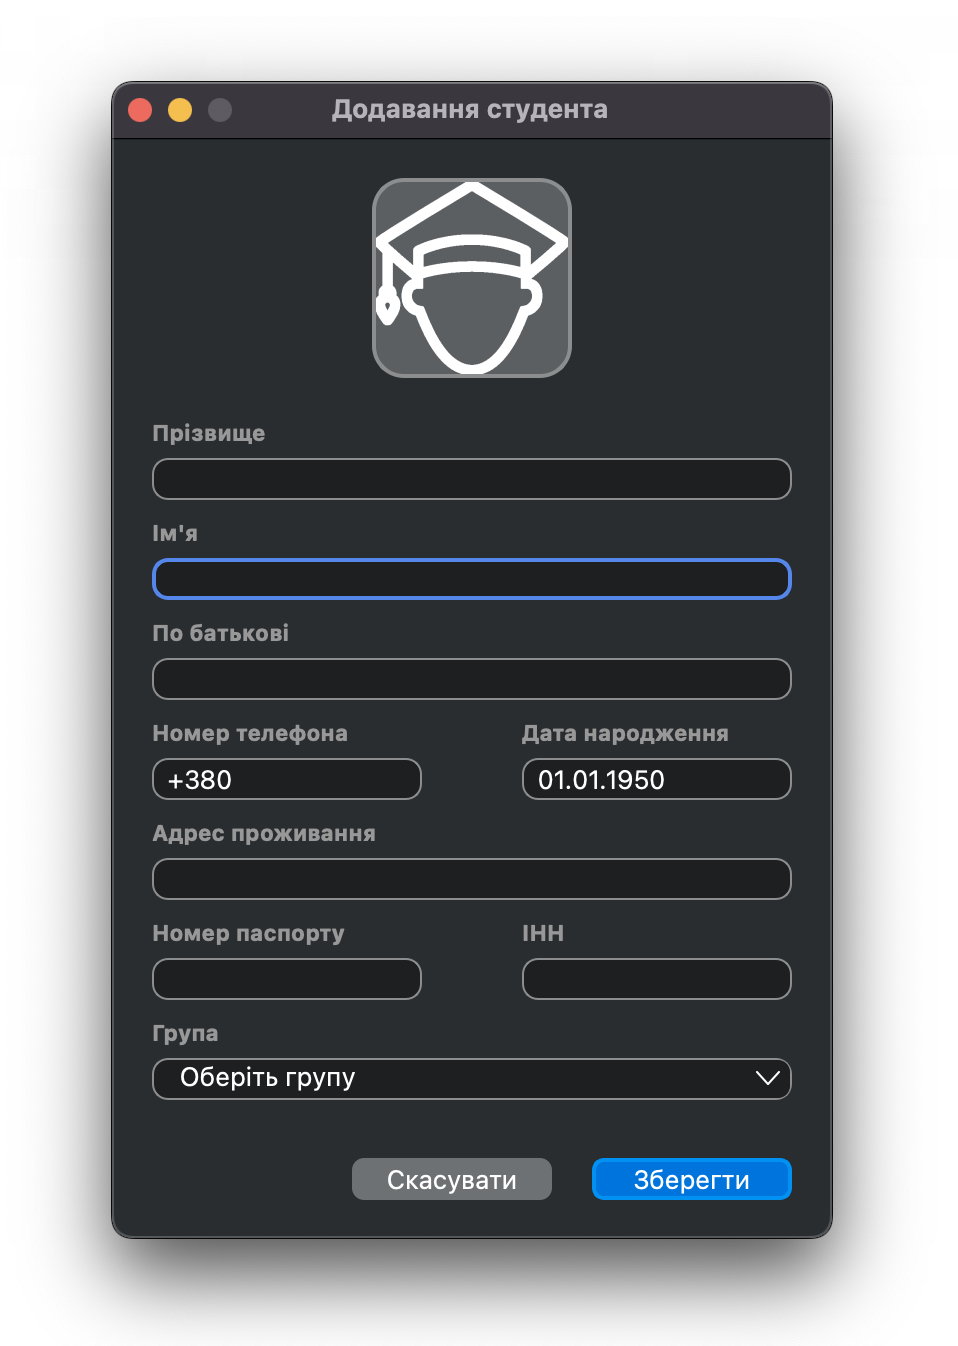 Додавання студента
Прізвище
Ім'я
По батькові
Номер телефона Дата народження
+380 01.01.1950
Адрес проживання
Номер паспорту ІНН
Група
Оберіть групу
Скасувати Зберегти